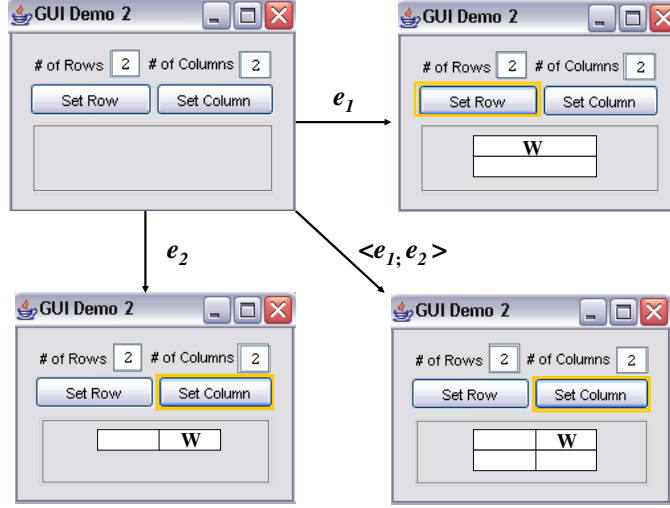 GUI Demo 2
# of Rows 2 # of Columns 2
Set Row Set Column
e1
GUI Demo 2
# of Rows 2 # of Columns 2
Set Row Set Column
W
e2
<e1; e2>
GUI Demo 2
# of Rows 2 # of Columns 2
Set Row Set Column
W
GUI Demo 2
# of Rows 2 # of Columns 2
Set Row Set Column
W